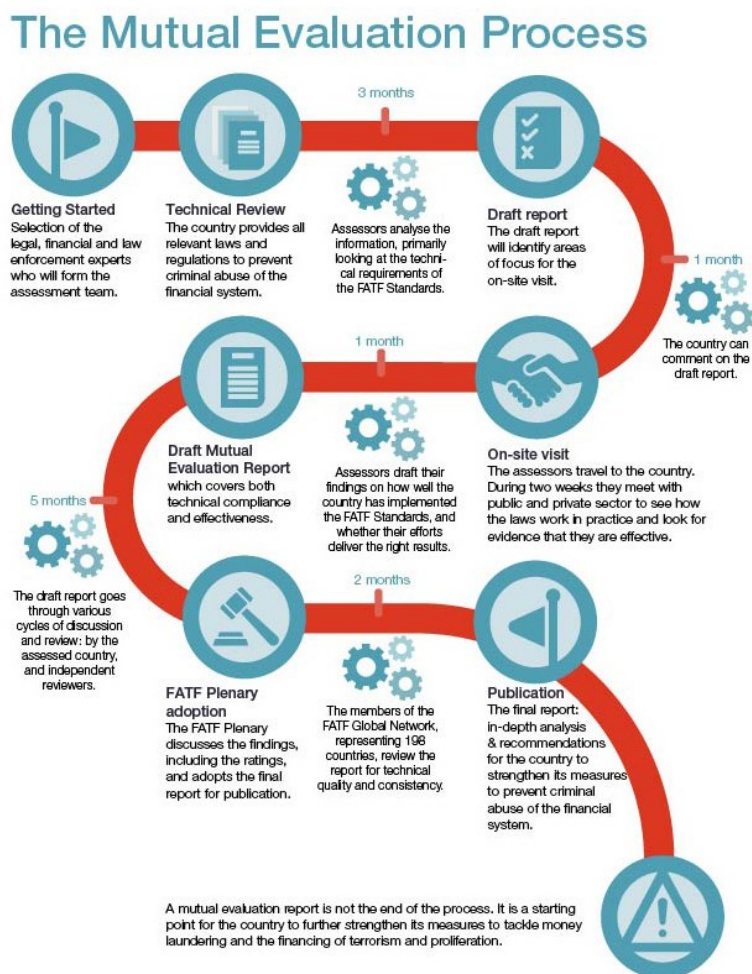 The Mutual Evaluation Process
3 months
Getting Started
Selection of the
legal, financial and law
enforcement experts
who will form the
assessment team.
Technical Review
The country provides all
relevant laws and
regulations to prevent
criminal abuse of the
financial system.
Assessors analyse the
information, primarily
looking at the techni-
cal requirements of
the FATF Standards.
Draft report
The draft report
will identify areas
of focus for the
on-site visit.
1 month
The country can
comment on the
draft report.
On-site visit
The assessors travel to the country.
During two weeks they meet with
public and private sector to see how
the laws work in practice and look for
evidence that they are effective.
1 month
Assessors draft their
findings on how well the
country has implemented
the FATF Standards, and
whether their efforts
deliver the right results.
Draft Mutual
Evaluation Report
which covers both
technical compliance
and effectiveness.
5 months
The draft report goes
through various
cycles of discussion
and review: by the
assessed country,
and independent
reviewers.
FATF Plenary
adoption
The FATF Plenary
discusses the findings,
including the ratings,
and adopts the final
report for publication.
2 months
The members of the
FATF Global Network,
representing 198
countries, review the
report for technical
quality and consistency.
Publication
The final report:
in-depth analysis
& recommendations
for the country to
strengthen its measures
to prevent criminal
abuse of the financial
system.
A mutual evaluation report is not the end of the process. It is a starting
point for the country to further strengthen its measures to tackle money
laundering and the financing of terrorism and proliferation.